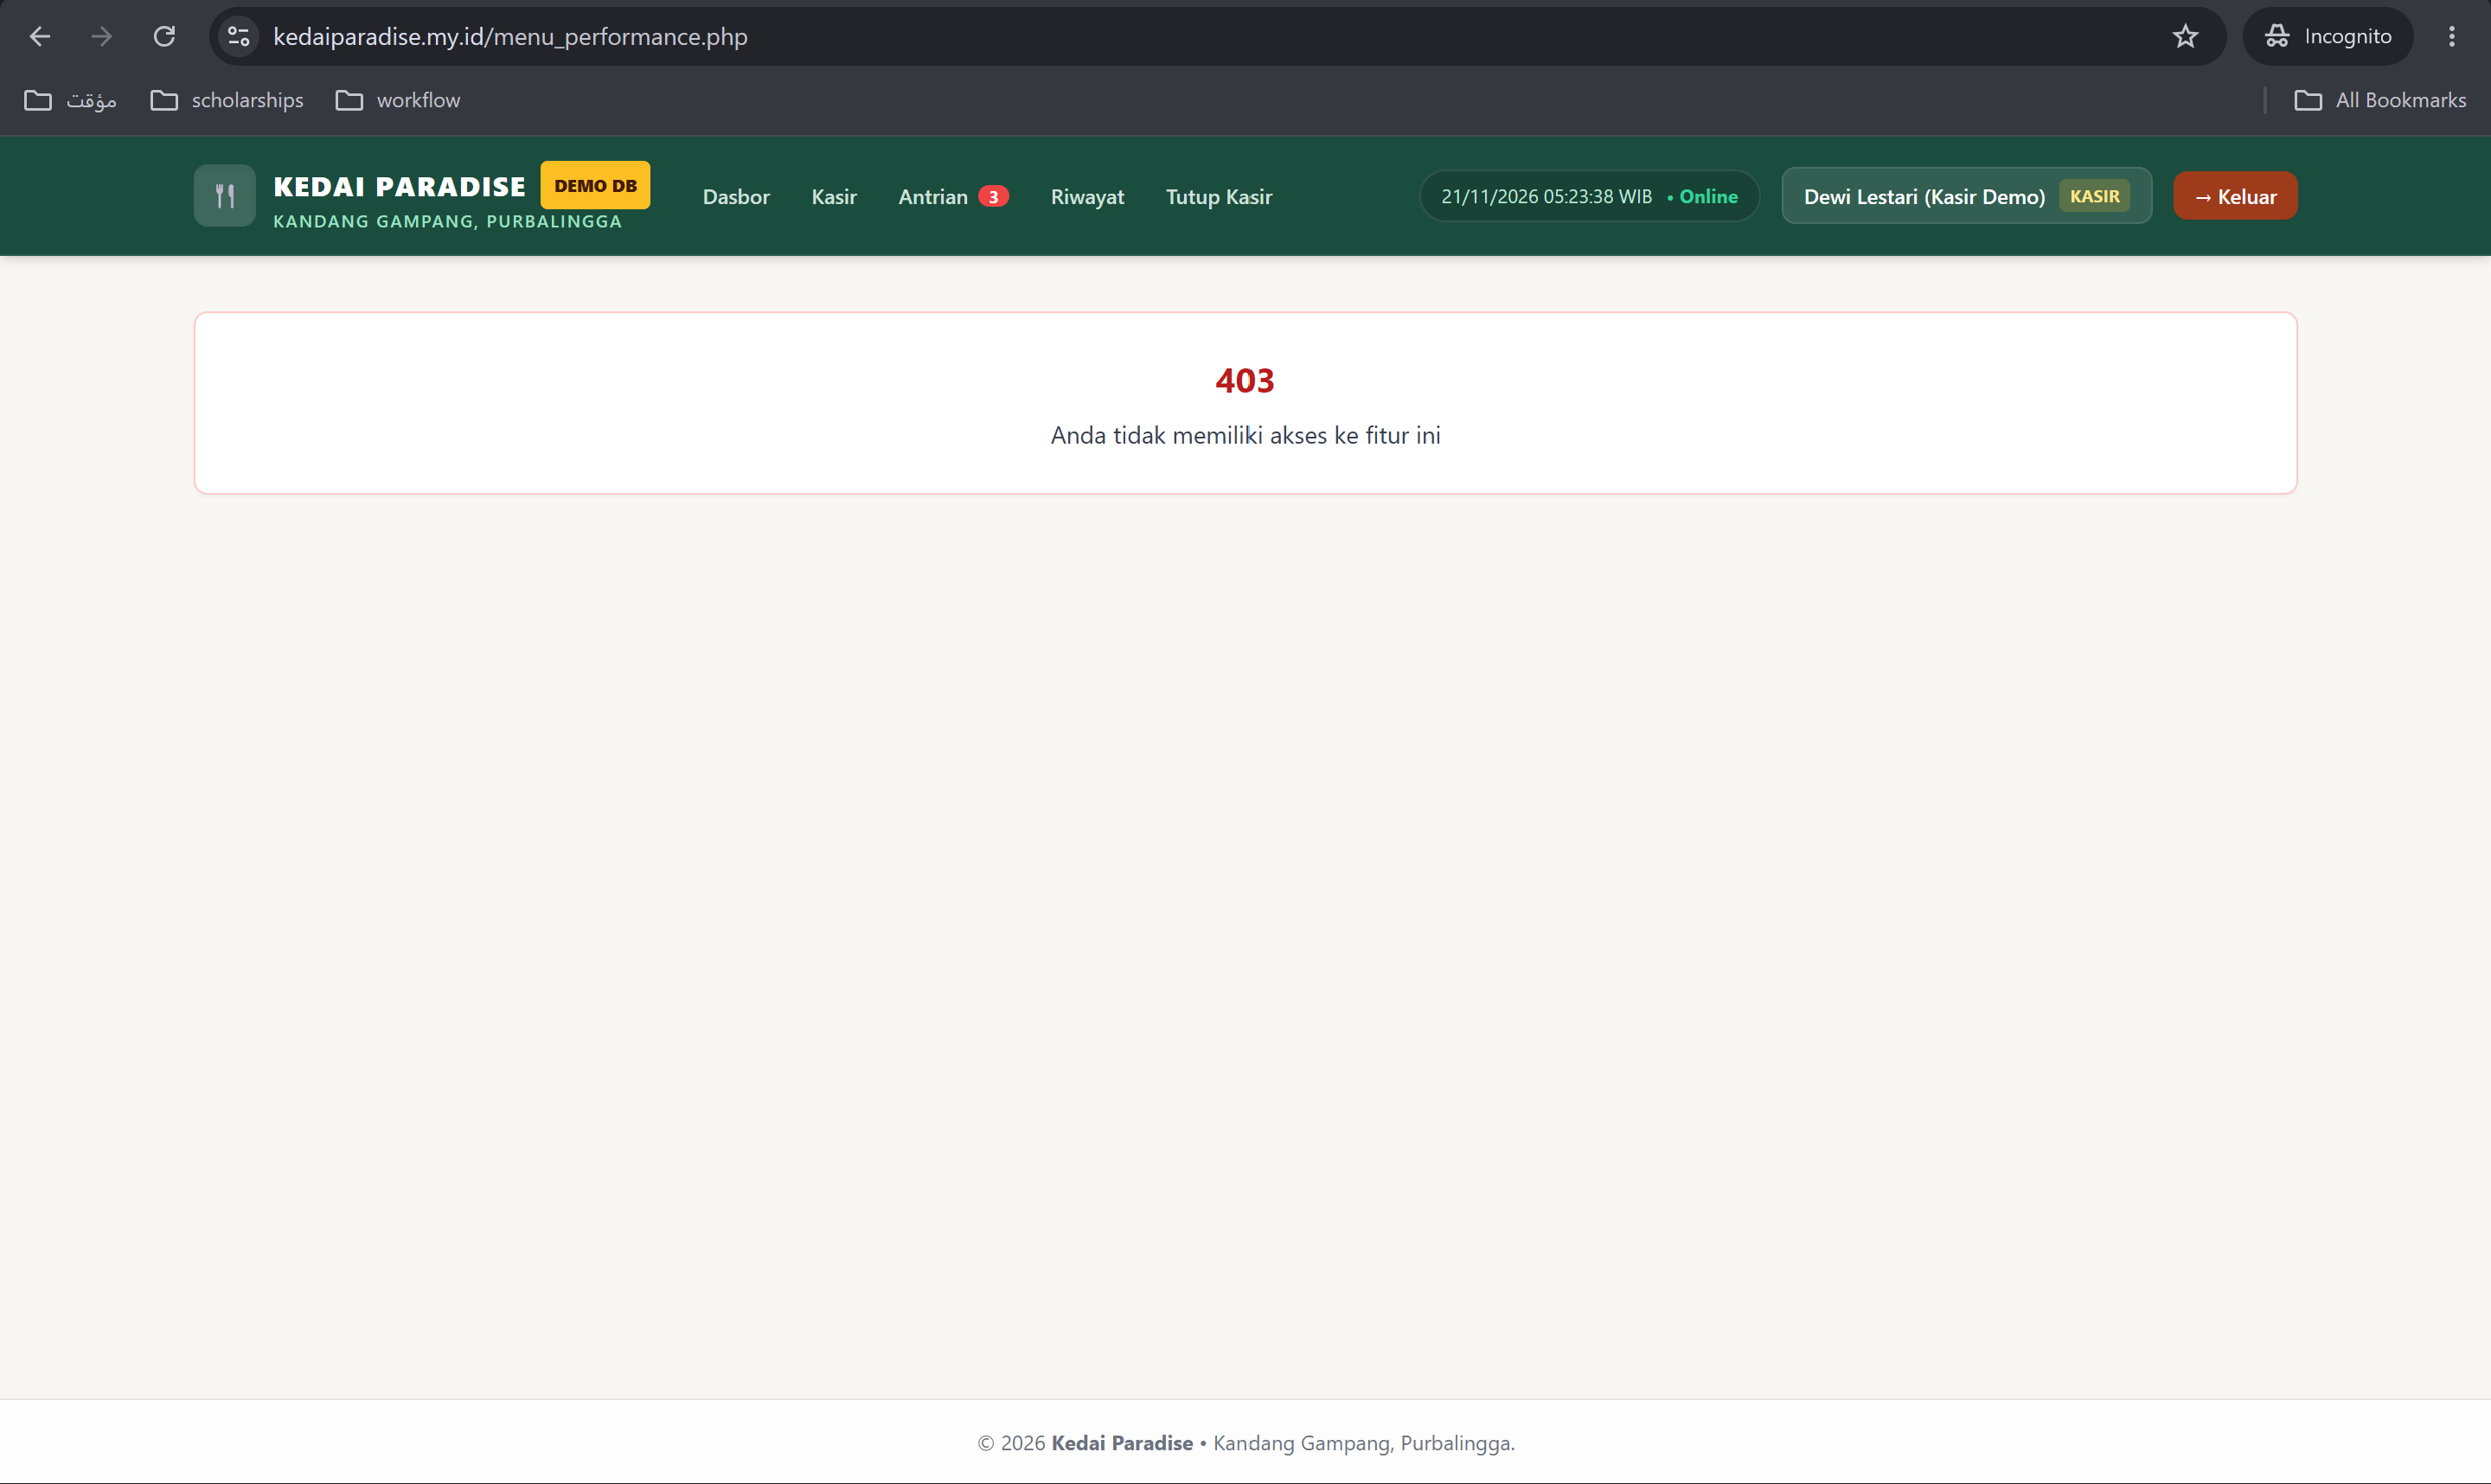 kedaiparadise.my.id/menu_performance.php
Incognito
مؤقت
scholarships
workflow
All Bookmarks
KEDAI PARADISE DEMO DB
KANDANG GAMPANG, PURBALINGGA
Dasbor
Kasir
Antrian 3
Riwayat
Tutup Kasir
21/11/2026 05:23:38 WIB • Online
Dewi Lestari (Kasir Demo) KASIR
→ Keluar
403
Anda tidak memiliki akses ke fitur ini
© 2026 Kedai Paradise • Kandang Gampang, Purbalingga.